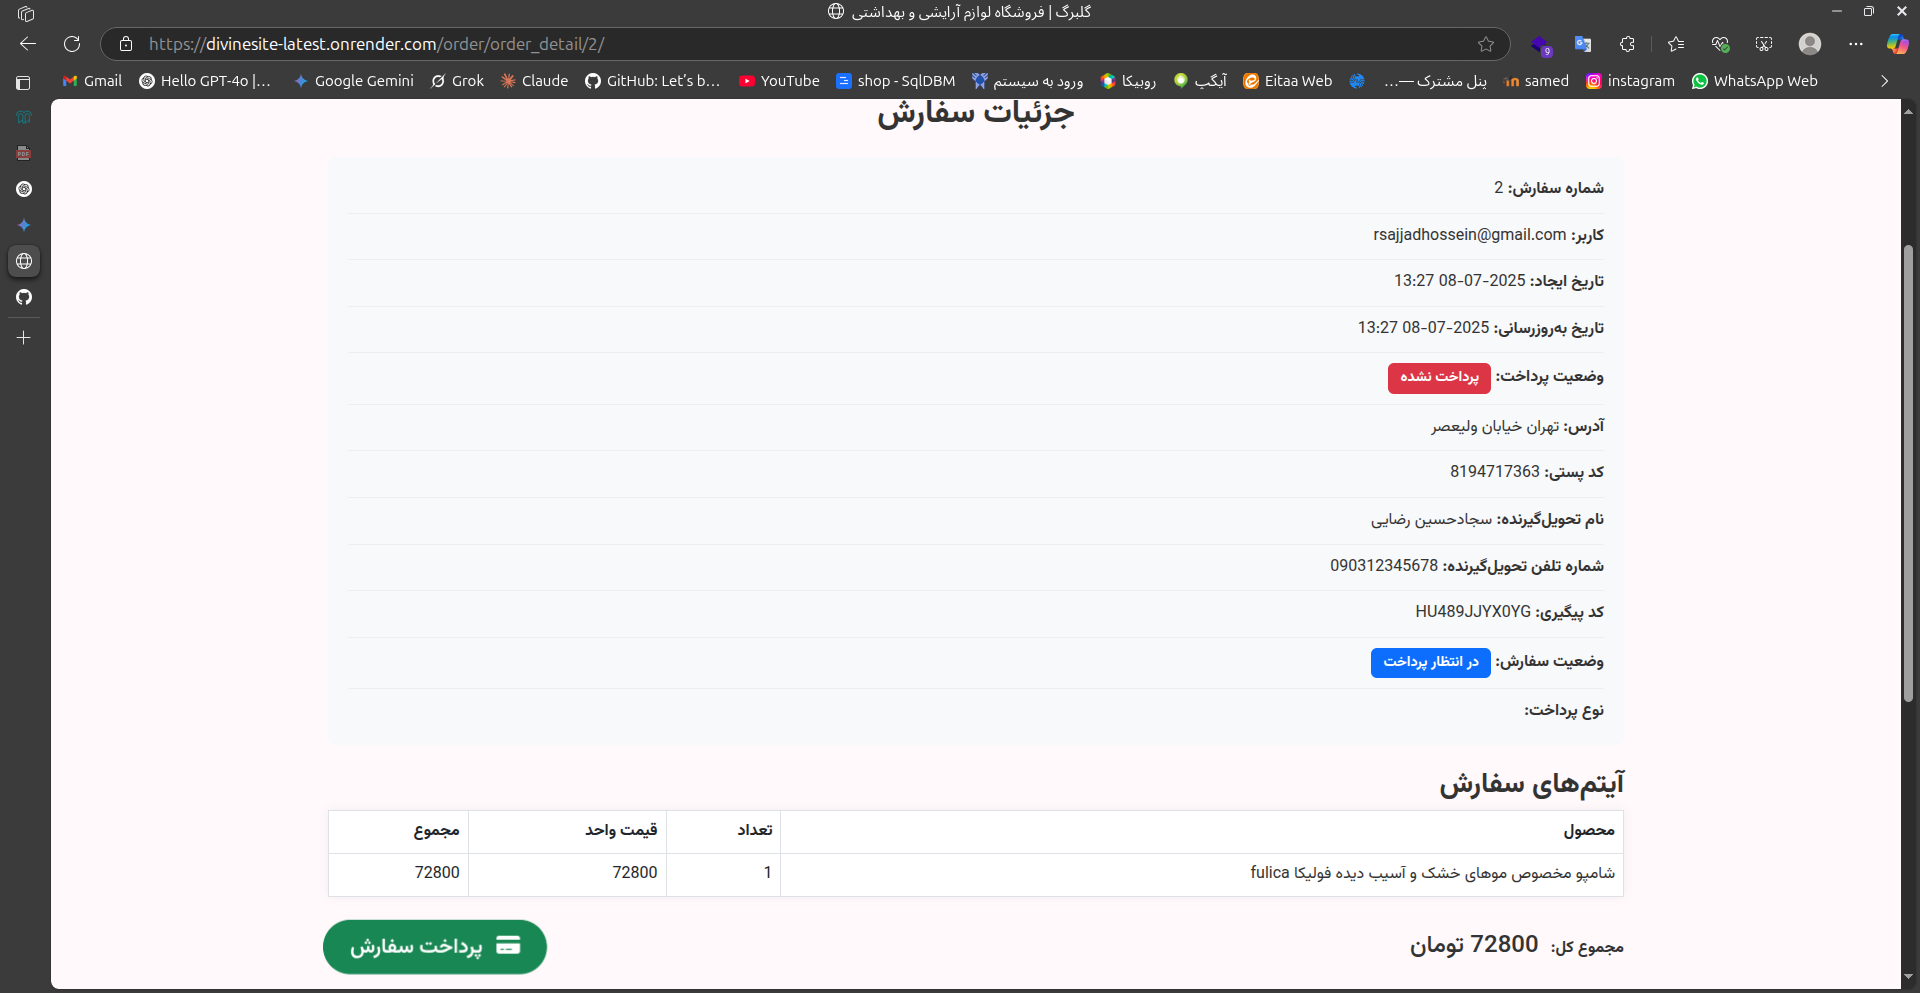 گلبرگ | فروشگاه لوازم آرایشی و بهداشتی
https://divinesite-latest.onrender.com/order/order_detail/2/
9
Gmail
Hello GPT-4o |...
Google Gemini
Grok
Claude
GitHub: Let's b...
YouTube
shop - SqlDBM
ورود به سیستم
روبیکا
آیگپ
Eitaa Web
پنل مشترک —...
samed
instagram
WhatsApp Web
جزئیات سفارش
شماره سفارش: 2
کاربر: rsajjadhossein@gmail.com
تاریخ ایجاد: 2025-07-08 13:27
تاریخ به‌روزرسانی: 2025-07-08 13:27
وضعیت پرداخت: پرداخت نشده
آدرس: تهران خیابان ولیعصر
کد پستی: 8194717363
نام تحویل‌گیرنده: سجادحسین رضایی
شماره تلفن تحویل‌گیرنده: 090312345678
کد پیگیری: HU489JJYX0YG
وضعیت سفارش: در انتظار پرداخت
نوع پرداخت:
آیتم‌های سفارش
محصول تعداد قیمت واحد مجموع
شامپو مخصوص موهای خشک و آسیب دیده فولیکا fulica 1 72800 72800
مجموع کل: 72800 تومان
پرداخت سفارش